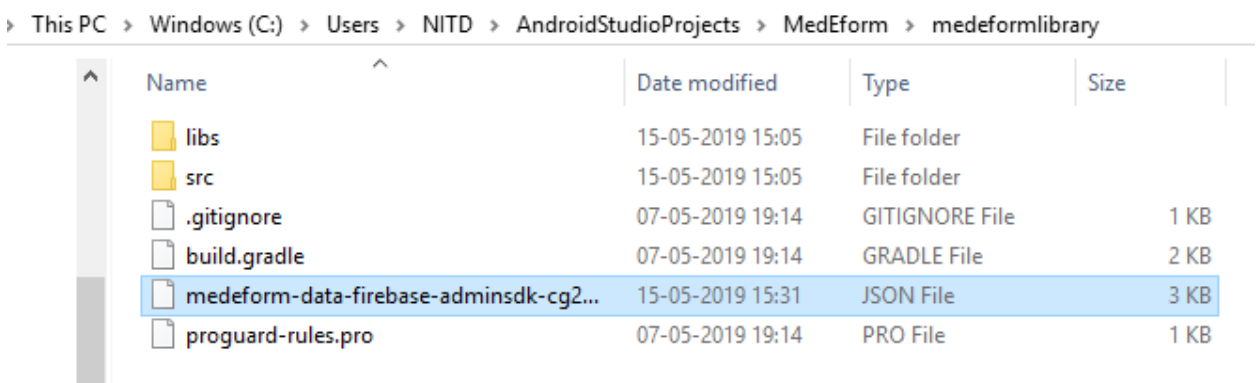 > This PC > Windows (C:) > Users > NITD > AndroidStudioProjects > MedEform > medeformlibrary
Name Date modified Type Size
libs 15-05-2019 15:05 File folder
src 15-05-2019 15:05 File folder
.gitignore 07-05-2019 19:14 GITIGNORE File 1 KB
build.gradle 07-05-2019 19:14 GRADLE File 2 KB
medeform-data-firebase-adminsdk-cg2... 15-05-2019 15:31 JSON File 3 KB
proguard-rules.pro 07-05-2019 19:14 PRO File 1 KB